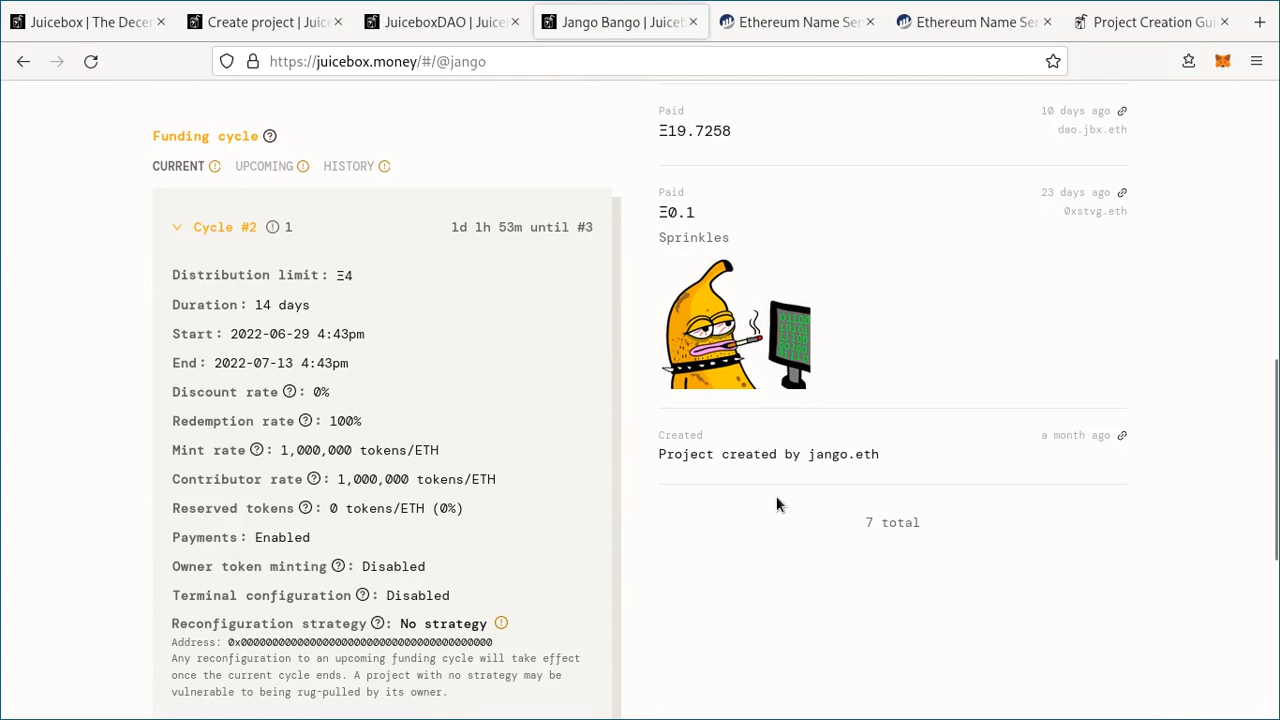 Juicebox | The Decen
Create project | Juice
JuiceboxDAO | Juicel
Jango Bango | Juiceb
Ethereum Name Ser
Ethereum Name Ser
Project Creation Gui
https://juicebox.money/#/@jango
Funding cycle
CURRENT UPCOMING HISTORY
Cycle #2 1 1d 1h 53m until #3
Distribution limit: Ξ4
Duration: 14 days
Start: 2022-06-29 4:43pm
End: 2022-07-13 4:43pm
Discount rate ?: 0%
Redemption rate ?: 100%
Mint rate ?: 1,000,000 tokens/ETH
Contributor rate ?: 1,000,000 tokens/ETH
Reserved tokens ?: 0 tokens/ETH (0%)
Payments: Enabled
Owner token minting ?: Disabled
Terminal configuration ?: Disabled
Reconfiguration strategy ?: No strategy
Address: 0x0000000000000000000000000000000000000000
Any reconfiguration to an upcoming funding cycle will take effect
once the current cycle ends. A project with no strategy may be
vulnerable to being rug-pulled by its owner.
Paid 10 days ago
Ξ19.7258 dao.jbx.eth
Paid 23 days ago
Ξ0.1 0xstvg.eth
Sprinkles
Created a month ago
Project created by jango.eth
7 total